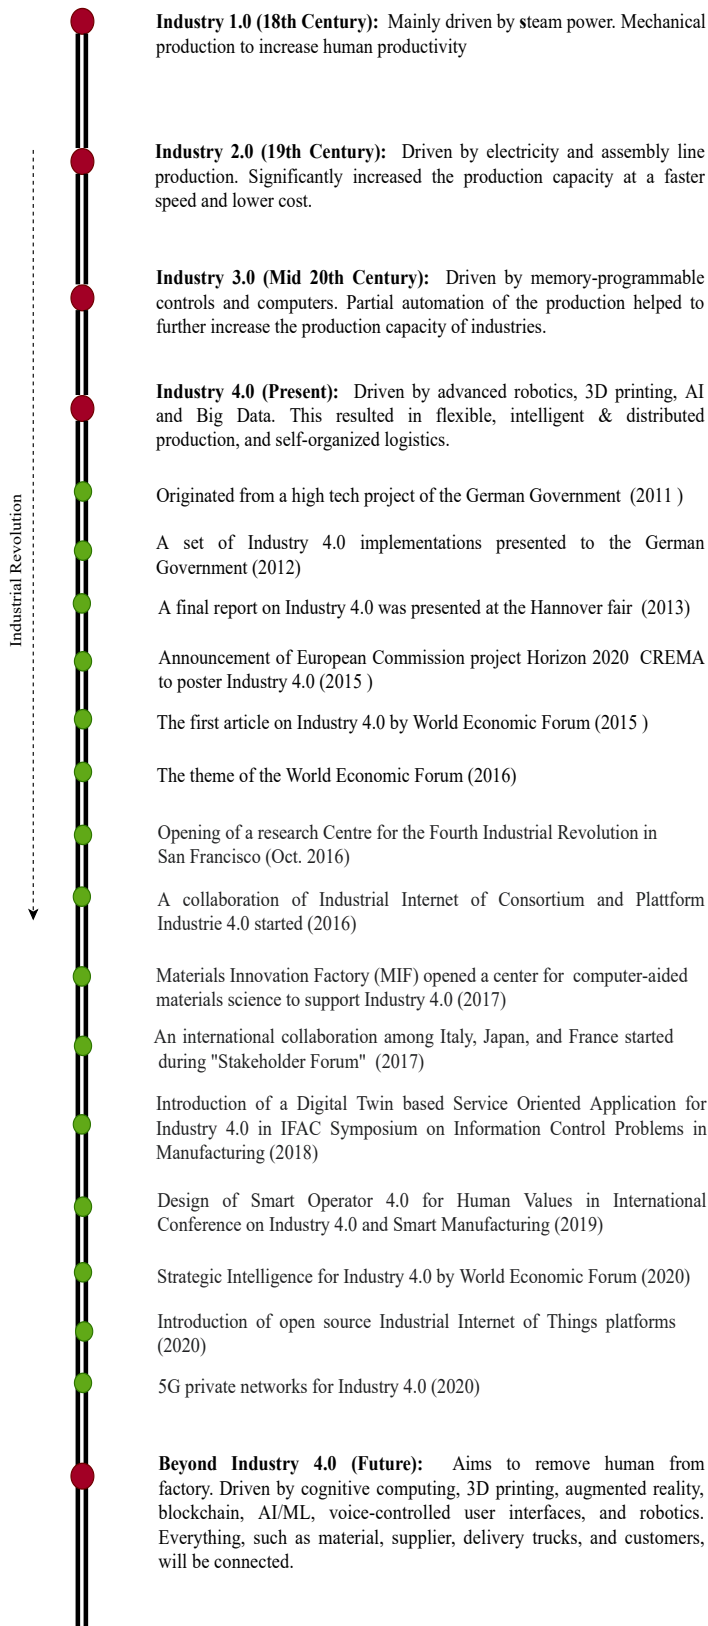 Industry 1.0 (18th Century): Mainly driven by steam power. Mechanical
production to increase human productivity
Industry 2.0 (19th Century): Driven by electricity and assembly line
production. Significantly increased the production capacity at a faster
speed and lower cost.
Industry 3.0 (Mid 20th Century): Driven by memory-programmable
controls and computers. Partial automation of the production helped to
further increase the production capacity of industries.
Industry 4.0 (Present): Driven by advanced robotics, 3D printing, AI
and Big Data. This resulted in flexible, intelligent & distributed
production, and self-organized logistics.
Industrial Revolution
Originated from a high tech project of the German Government (2011 )
A set of Industry 4.0 implementations presented to the German
Government (2012)
A final report on Industry 4.0 was presented at the Hannover fair (2013)
Announcement of European Commission project Horizon 2020 CREMA
to poster Industry 4.0 (2015 )
The first article on Industry 4.0 by World Economic Forum (2015 )
The theme of the World Economic Forum (2016)
Opening of a research Centre for the Fourth Industrial Revolution in
San Francisco (Oct. 2016)
A collaboration of Industrial Internet of Consortium and Plattform
Industrie 4.0 started (2016)
Materials Innovation Factory (MIF) opened a center for computer-aided
materials science to support Industry 4.0 (2017)
An international collaboration among Italy, Japan, and France started
during "Stakeholder Forum" (2017)
Introduction of a Digital Twin based Service Oriented Application for
Industry 4.0 in IFAC Symposium on Information Control Problems in
Manufacturing (2018)
Design of Smart Operator 4.0 for Human Values in International
Conference on Industry 4.0 and Smart Manufacturing (2019)
Strategic Intelligence for Industry 4.0 by World Economic Forum (2020)
Introduction of open source Industrial Internet of Things platforms
(2020)
5G private networks for Industry 4.0 (2020)
Beyond Industry 4.0 (Future): Aims to remove human from
factory. Driven by cognitive computing, 3D printing, augmented reality,
blockchain, AI/ML, voice-controlled user interfaces, and robotics.
Everything, such as material, supplier, delivery trucks, and customers,
will be connected.